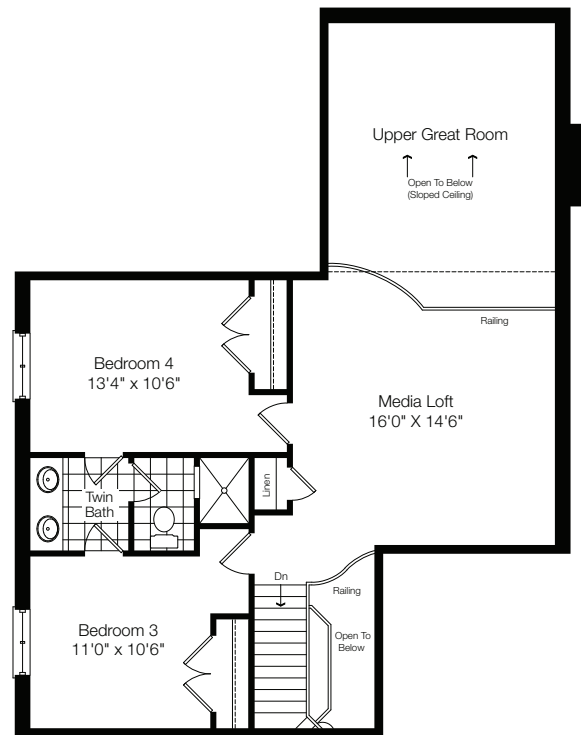 Upper Great Room
Open To Below
(Sloped Ceiling)
Railing
Bedroom 4
13'4" x 10'6"
Media Loft
16'0" X 14'6"
Linen
Twin
Bath
Dn
Railing
Bedroom 3
11'0" x 10'6"
Open To
Below